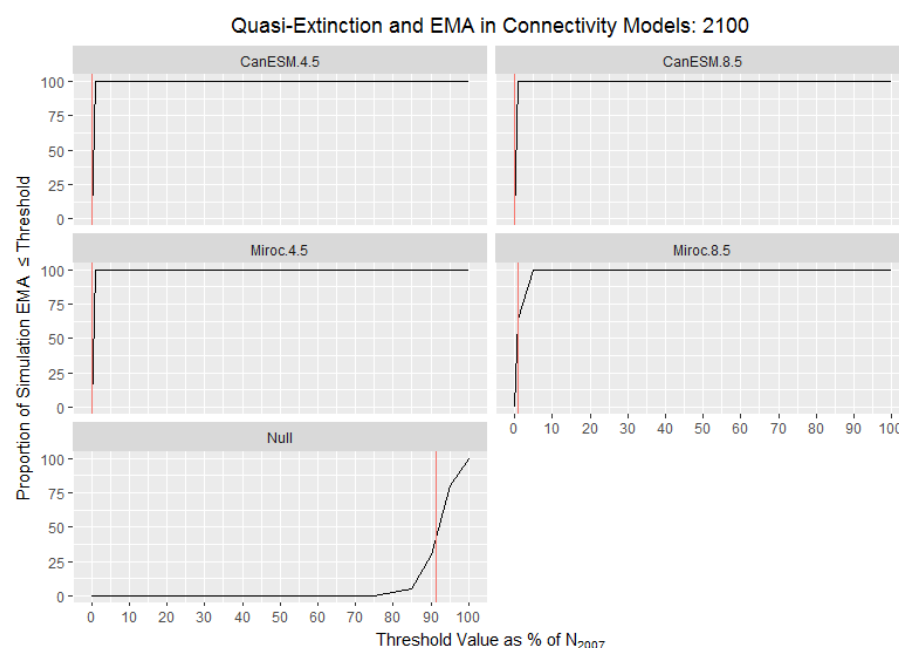 Quasi-Extinction and EMA in Connectivity Models: 2100
CanESM.4.5
CanESM.8.5
100
75
50
25
0
Miroc.4.5
Miroc.8.5
100
75
50
25
0
0 10 20 30 40 50 60 70 80 90 100
Null
100
75
50
25
0
0 10 20 30 40 50 60 70 80 90 100
Proportion of Simulation EMA ≤ Threshold
Threshold Value as % of N₂₀₀₇